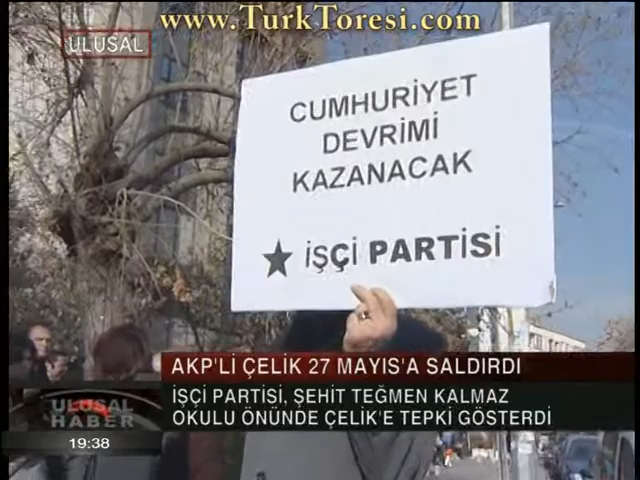 www.TurkToresi.com
ULUSAL
CUMHURİYET
DEVRİMİ
KAZANACAK
★ İŞÇİ PARTİSİ
AKP'Lİ ÇELİK 27 MAYIS'A SALDIRDI
İŞÇİ PARTİSİ, ŞEHİT TEĞMEN KALMAZ
OKULU ÖNÜNDE ÇELİK'E TEPKİ GÖSTERDİ
ULUSAL
HABER
19:38